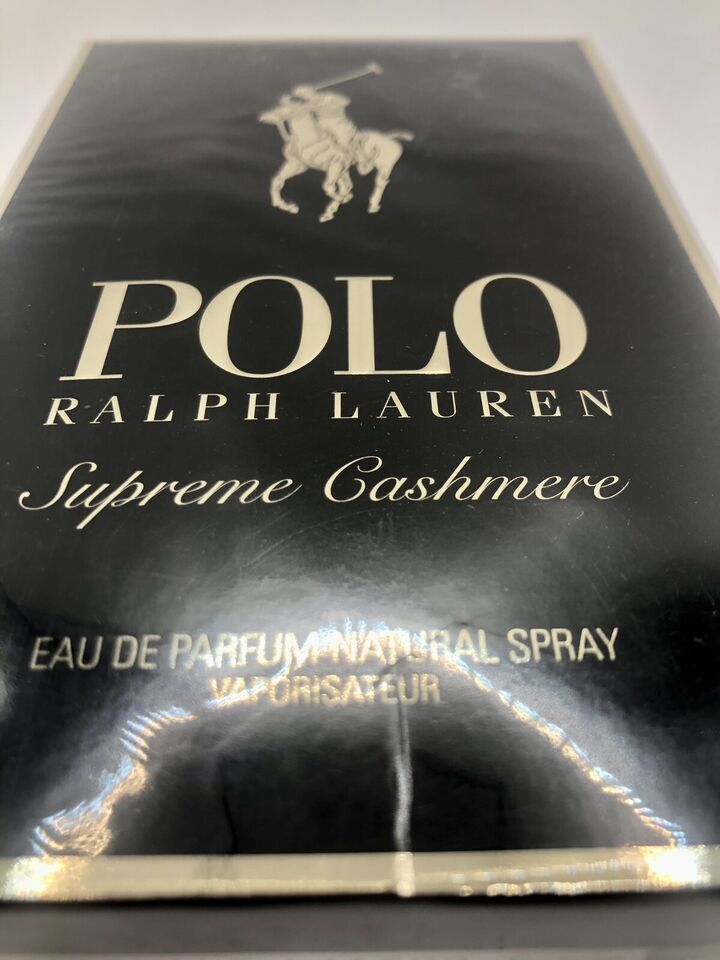 POLO
RALPH LAUREN
Supreme Cashmere
EAU DE PARFUM NATURAL SPRAY
VAPORISATEUR